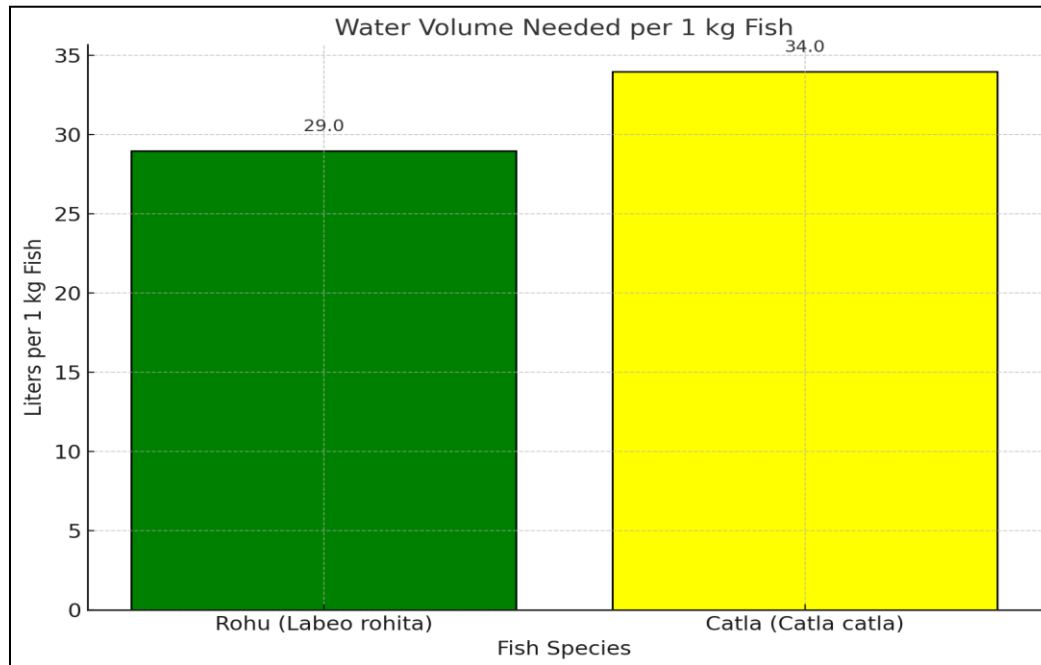 Water Volume Needed per 1 kg Fish
34.0
29.0
35
30
25
20
15
10
5
0
Liters per 1 kg Fish
Rohu (Labeo rohita)
Catla (Catla catla)
Fish Species